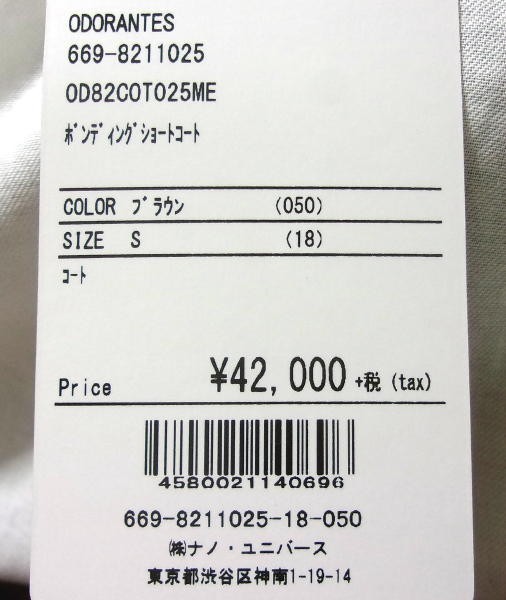 ODORANTES
669-8211025
OD82COT025ME
ﾎﾞﾝﾃﾞｨﾝｸﾞｼｮｰﾄｺｰﾄ
COLOR ﾌﾞﾗｳﾝ (050)
SIZE S (18)
ｺｰﾄ
Price ¥42,000 +税 (tax)
4580021140696
669-8211025-18-050
㈱ナノ・ユニバース
東京都渋谷区神南1-19-14